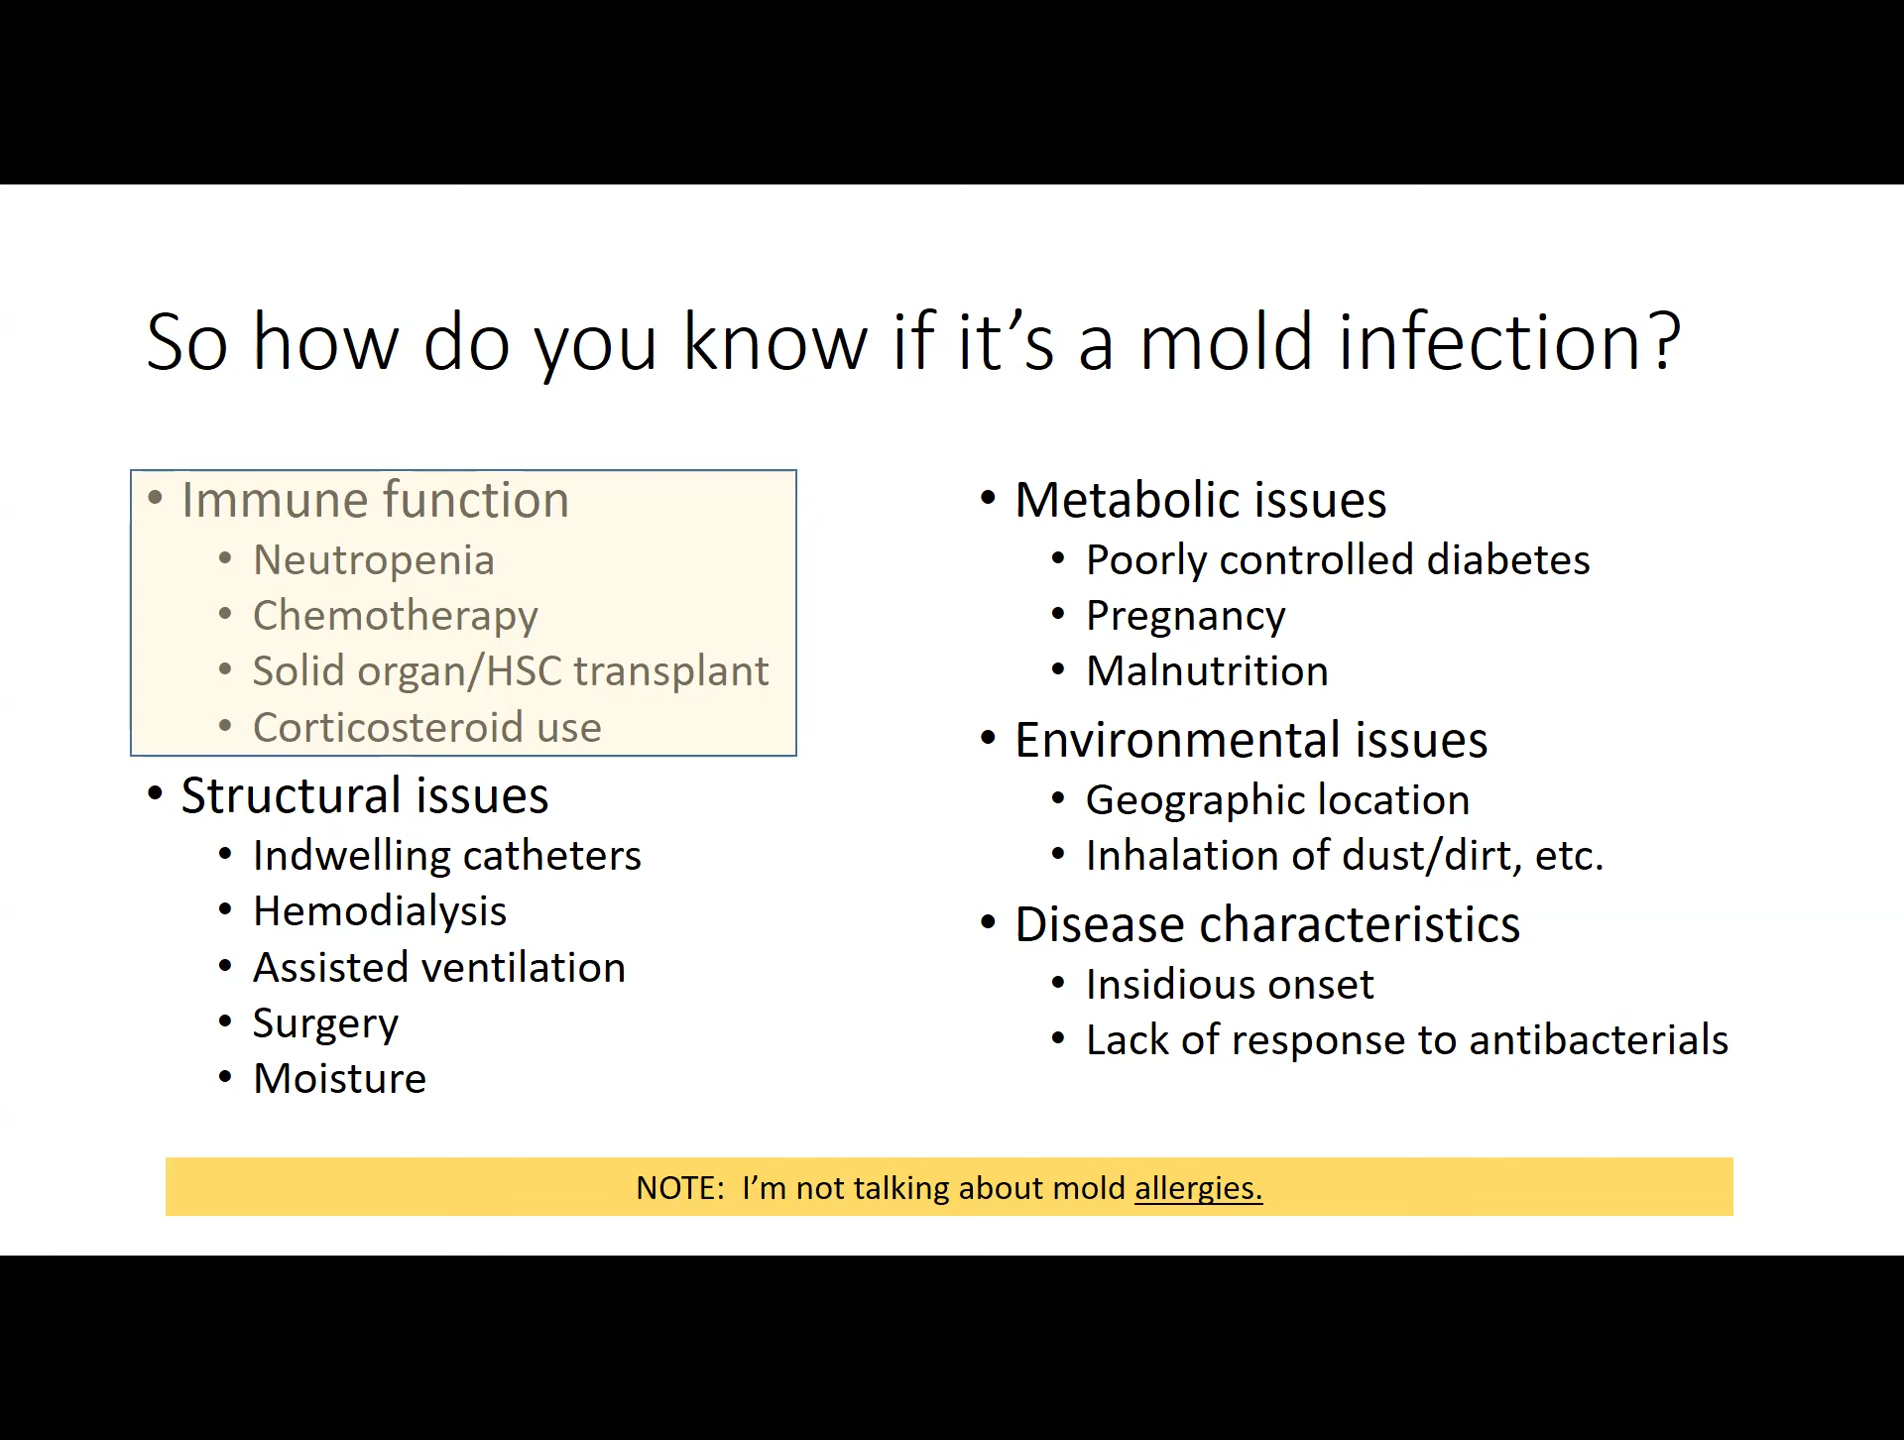 So how do you know if it's a mold infection?
• Immune function
• Neutropenia
• Chemotherapy
• Solid organ/HSC transplant
• Corticosteroid use
• Structural issues
• Indwelling catheters
• Hemodialysis
• Assisted ventilation
• Surgery
• Moisture
• Metabolic issues
• Poorly controlled diabetes
• Pregnancy
• Malnutrition
• Environmental issues
• Geographic location
• Inhalation of dust/dirt, etc.
• Disease characteristics
• Insidious onset
• Lack of response to antibacterials
NOTE:  I'm not talking about mold allergies.